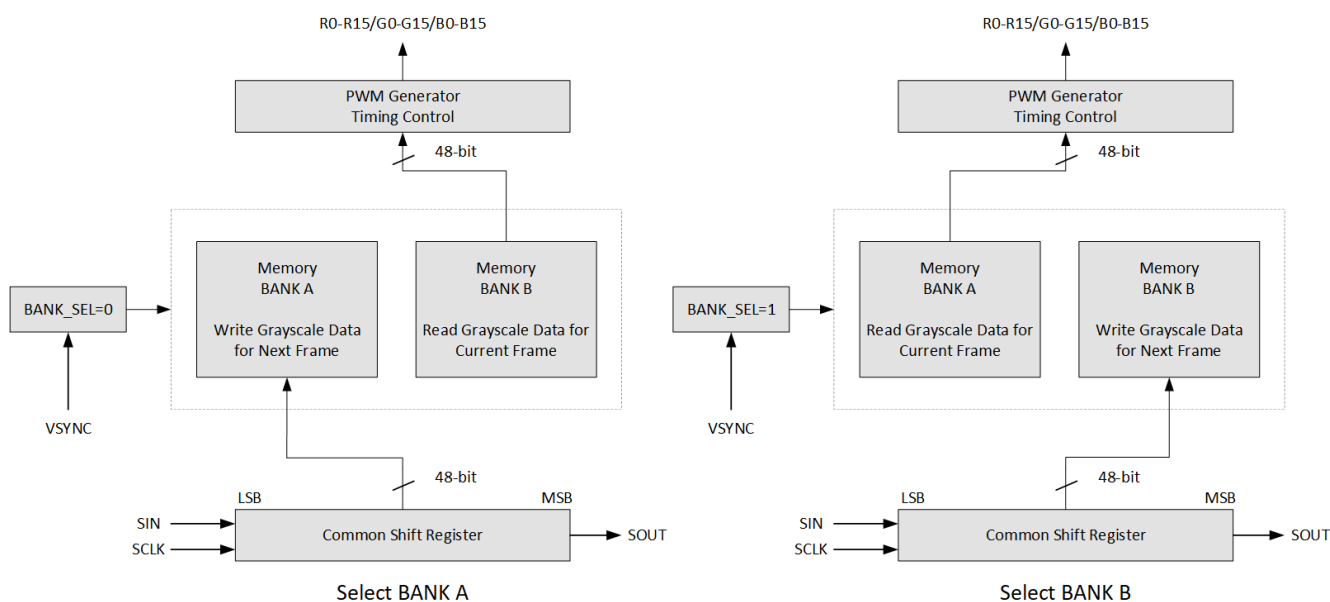 R0-R15/G0-G15/B0-B15
PWM Generator
Timing Control
48-bit
Memory
BANK A
Write Grayscale Data
for Next Frame
Memory
BANK B
Read Grayscale Data for
Current Frame
BANK_SEL=0
VSYNC
48-bit
LSB
MSB
SIN
SCLK
Common Shift Register
SOUT
Select BANK A
R0-R15/G0-G15/B0-B15
PWM Generator
Timing Control
48-bit
Memory
BANK A
Read Grayscale Data for
Current Frame
Memory
BANK B
Write Grayscale Data
for Next Frame
BANK_SEL=1
VSYNC
48-bit
LSB
MSB
SIN
SCLK
Common Shift Register
SOUT
Select BANK B